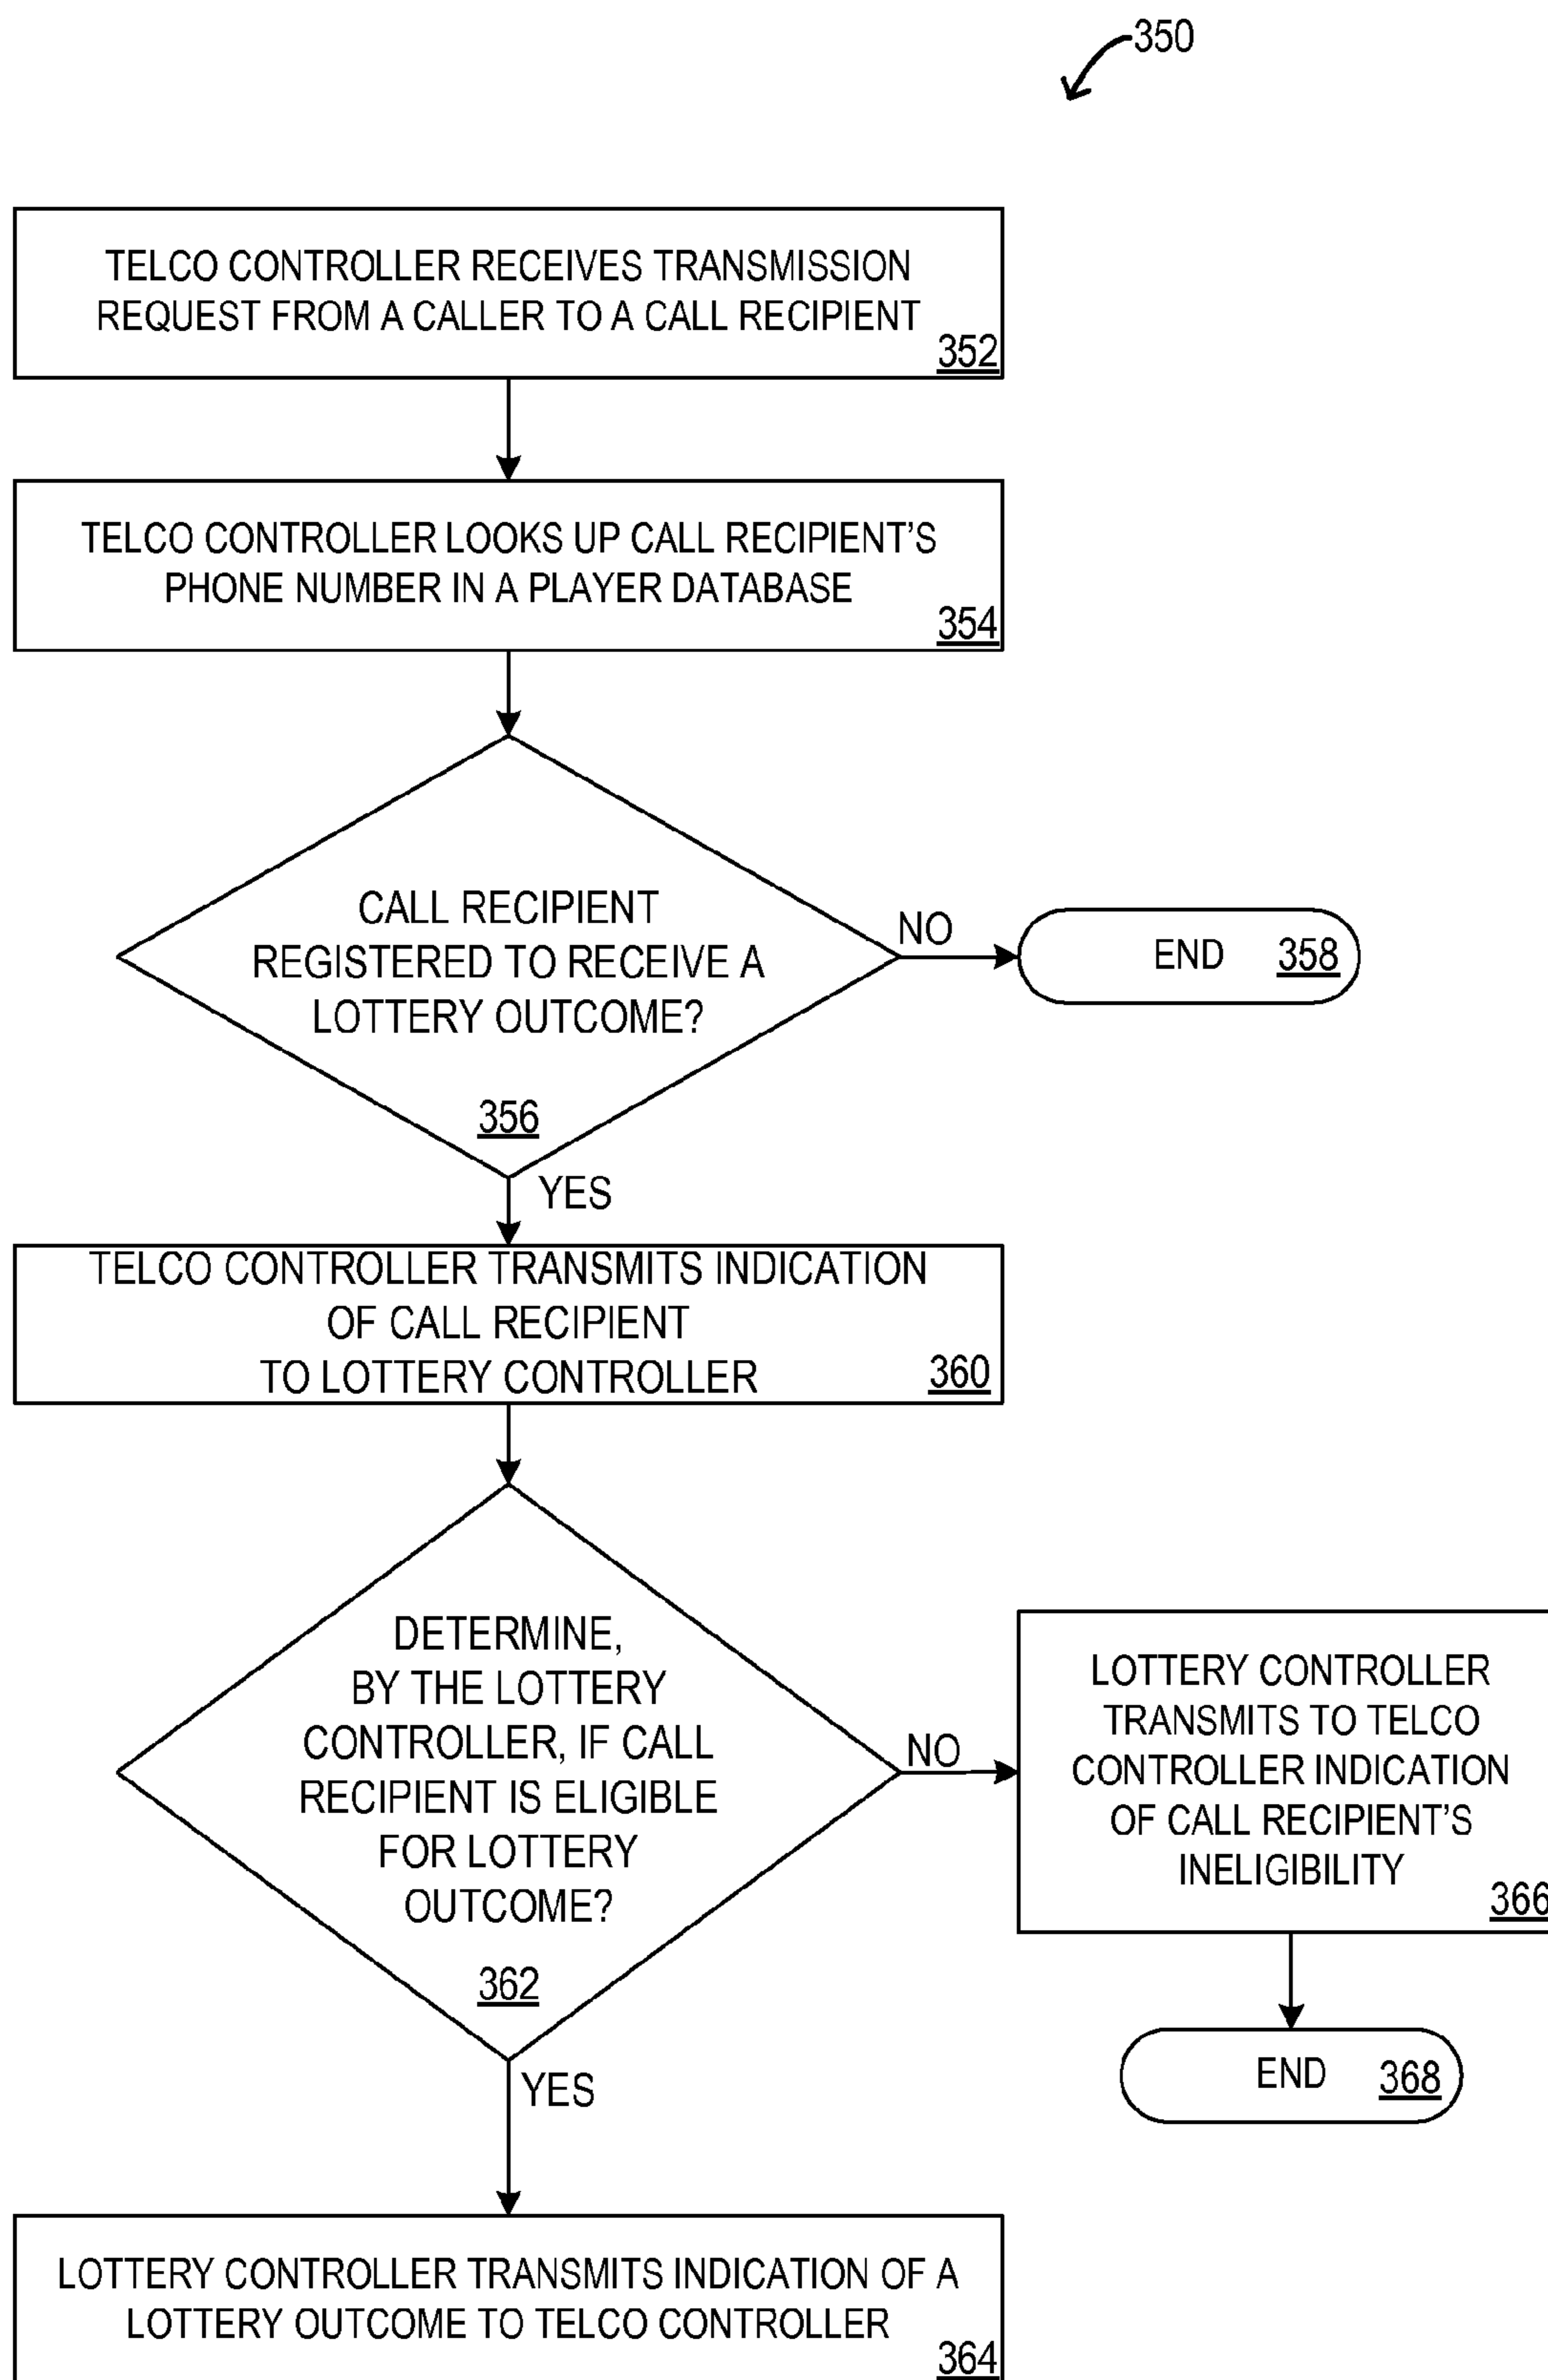 350
TELCO CONTROLLER RECEIVES TRANSMISSION
REQUEST FROM A CALLER TO A CALL RECIPIENT
352
TELCO CONTROLLER LOOKS UP CALL RECIPIENT’S
PHONE NUMBER IN A PLAYER DATABASE
354
CALL RECIPIENT
REGISTERED TO RECEIVE A
LOTTERY OUTCOME?
356
NO
END 358
YES
TELCO CONTROLLER TRANSMITS INDICATION
OF CALL RECIPIENT
TO LOTTERY CONTROLLER
360
DETERMINE,
BY THE LOTTERY
CONTROLLER, IF CALL
RECIPIENT IS ELIGIBLE
FOR LOTTERY
OUTCOME?
362
NO
LOTTERY CONTROLLER
TRANSMITS TO TELCO
CONTROLLER INDICATION
OF CALL RECIPIENT’S
INELIGIBILITY
366
END 368
YES
LOTTERY CONTROLLER TRANSMITS INDICATION OF A
LOTTERY OUTCOME TO TELCO CONTROLLER
364